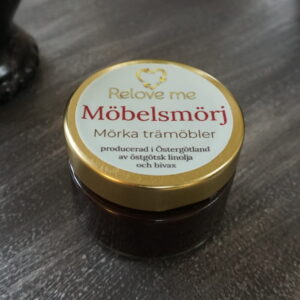 Relove me
Möbelsmörj
Mörka trämöbler
producerad i Östergötland
av östgötsk linolja
och bivax